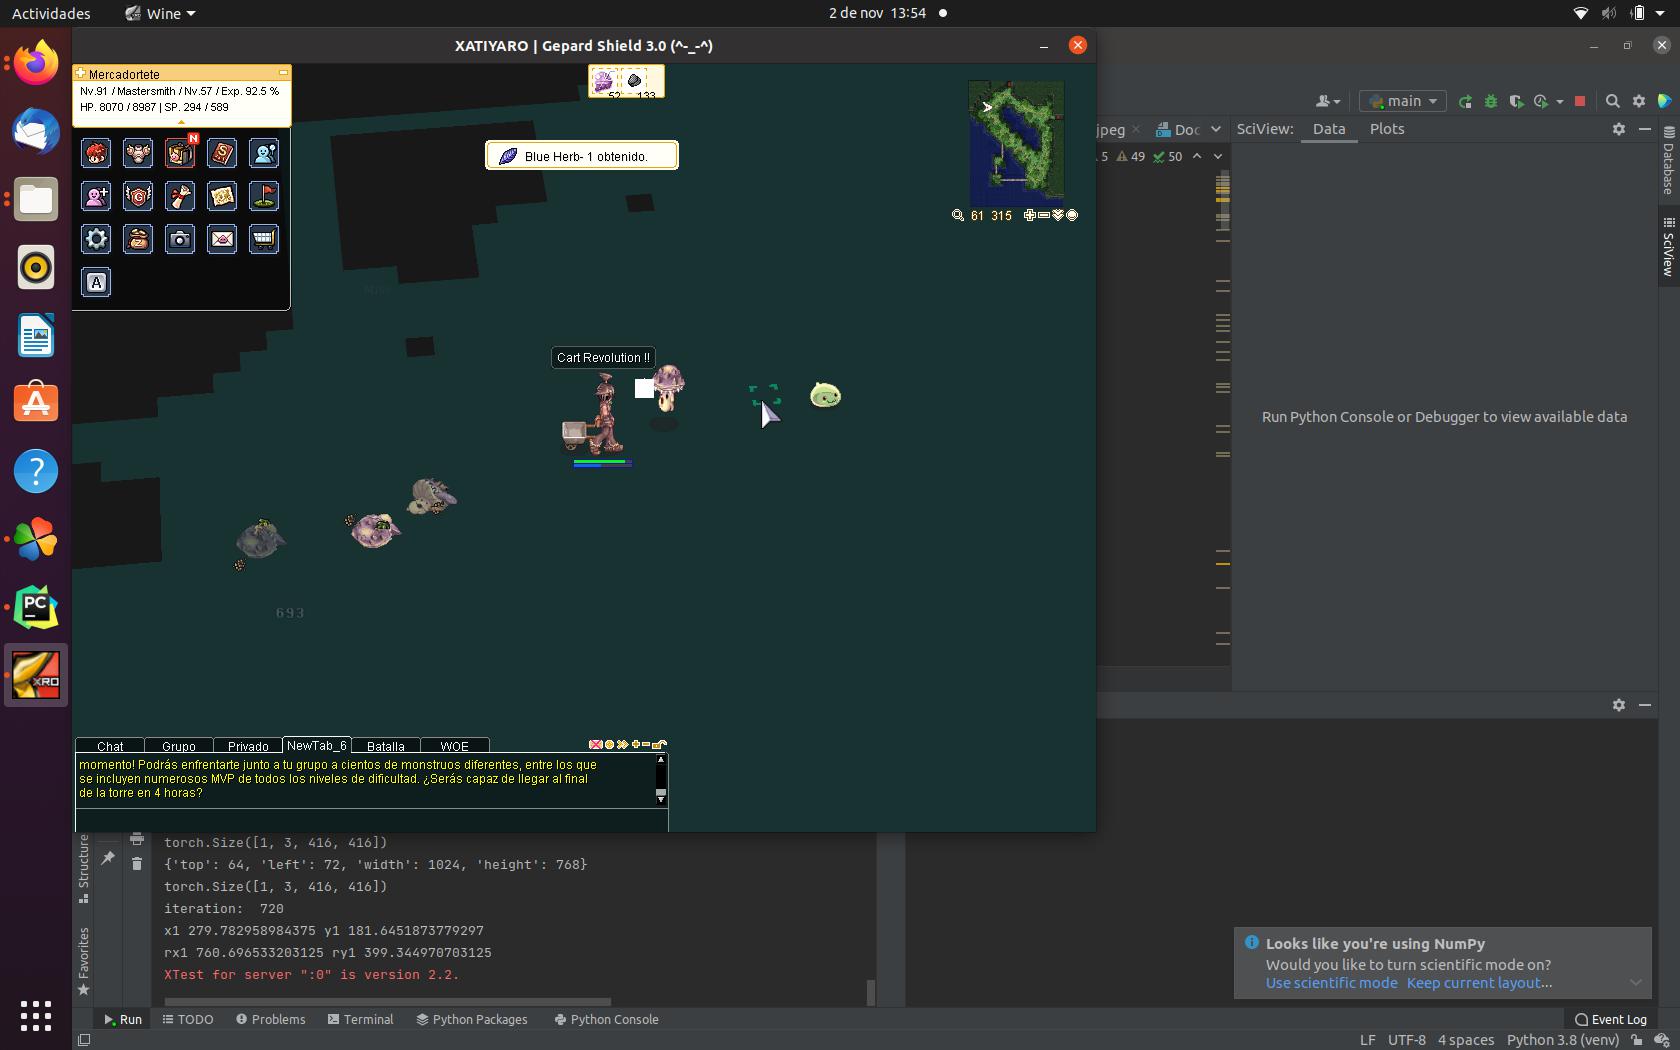 Actividades
Wine
2 de nov 13:54
XATIYARO | Gepard Shield 3.0 (^-_-^)
Mercadortete
Nv.91 / Mastersmith / Nv.57 / Exp. 92.5 %
HP. 8070 / 8987 | SP. 294 / 589
N
A
52
133
Blue Herb- 1 obtenido.
61 315
Cart Revolution !!
693
Chat
Grupo
Privado
NewTab_6
Batalla
WOE
momento! Podrás enfrentarte junto a tu grupo a cientos de monstruos diferentes, entre los que
se incluyen numerosos MVP de todos los niveles de dificultad. ¿Serás capaz de llegar al final
de la torre en 4 horas?
main
jpeg
Doc
5
49
50
SciView:
Data
Plots
Database
SciView
Run Python Console or Debugger to view available data
PC
XRO
Structure
Favorites
torch.Size([1, 3, 416, 416])
{'top': 64, 'left': 72, 'width': 1024, 'height': 768}
torch.Size([1, 3, 416, 416])
iteration:  720
x1 279.782958984375 y1 181.6451873779297
rx1 760.696533203125 ry1 399.344970703125
XTest for server ":0" is version 2.2.
Looks like you're using NumPy
Would you like to turn scientific mode on?
Use scientific mode
Keep current layout...
Run
TODO
Problems
Terminal
Python Packages
Python Console
Event Log
LF
UTF-8
4 spaces
Python 3.8 (venv)